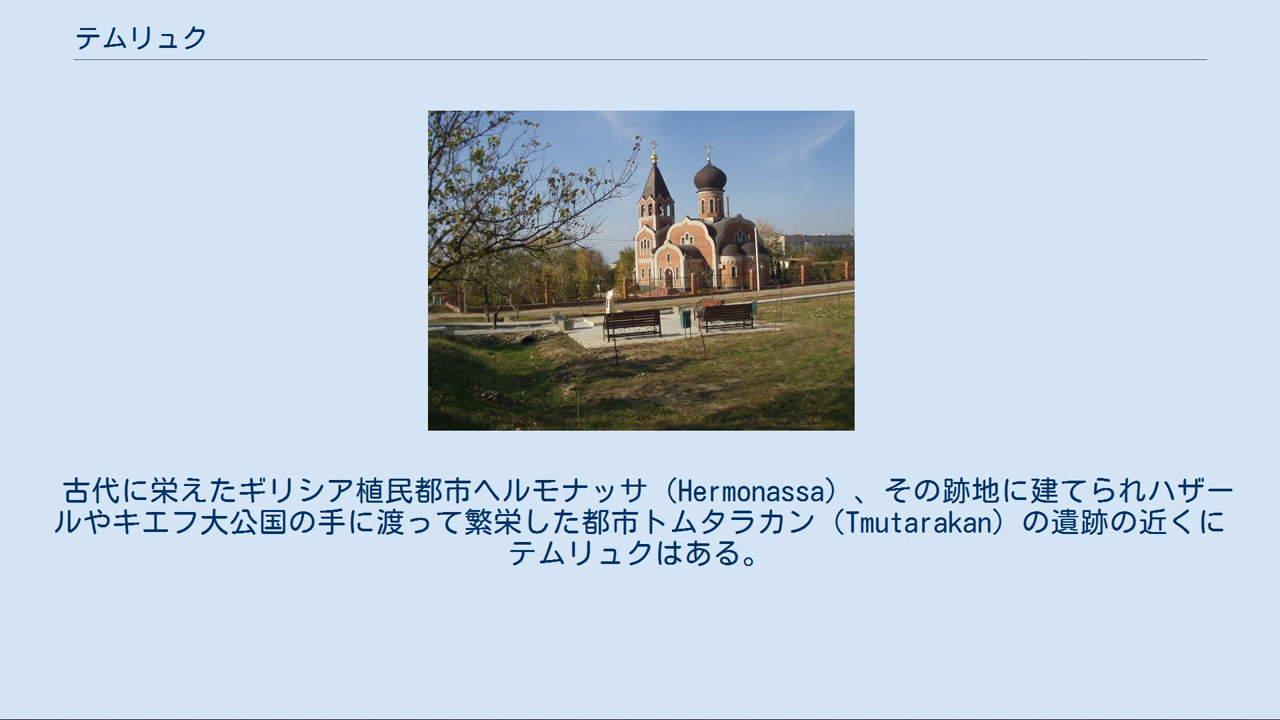 テムリュク
古代に栄えたギリシア植民都市ヘルモナッサ（Hermonassa）、その跡地に建てられハザー
ルやキエフ大公国の手に渡って繁栄した都市トムタラカン（Tmutarakan）の遺跡の近くに
テムリュクはある。